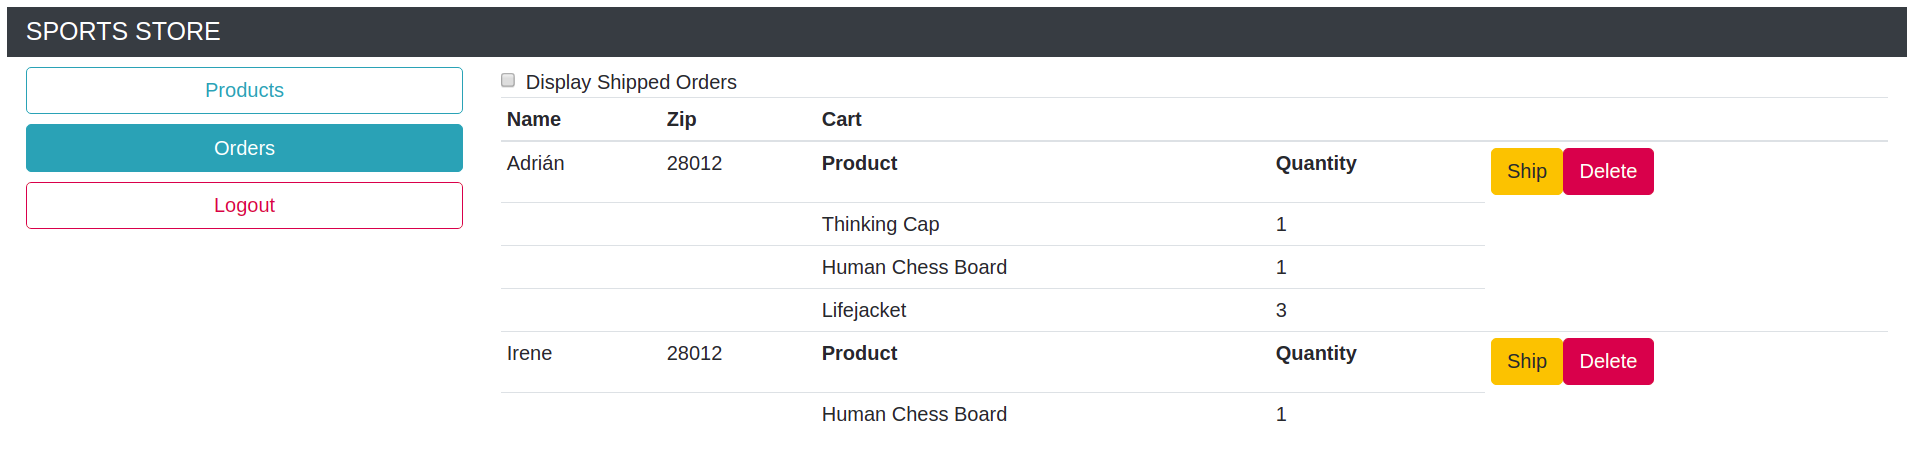 SPORTS STORE
Products
Orders
Logout
Display Shipped Orders
Name Zip Cart
Adrián 28012 Product Quantity Ship Delete
Thinking Cap 1
Human Chess Board 1
Lifejacket 3
Irene 28012 Product Quantity Ship Delete
Human Chess Board 1